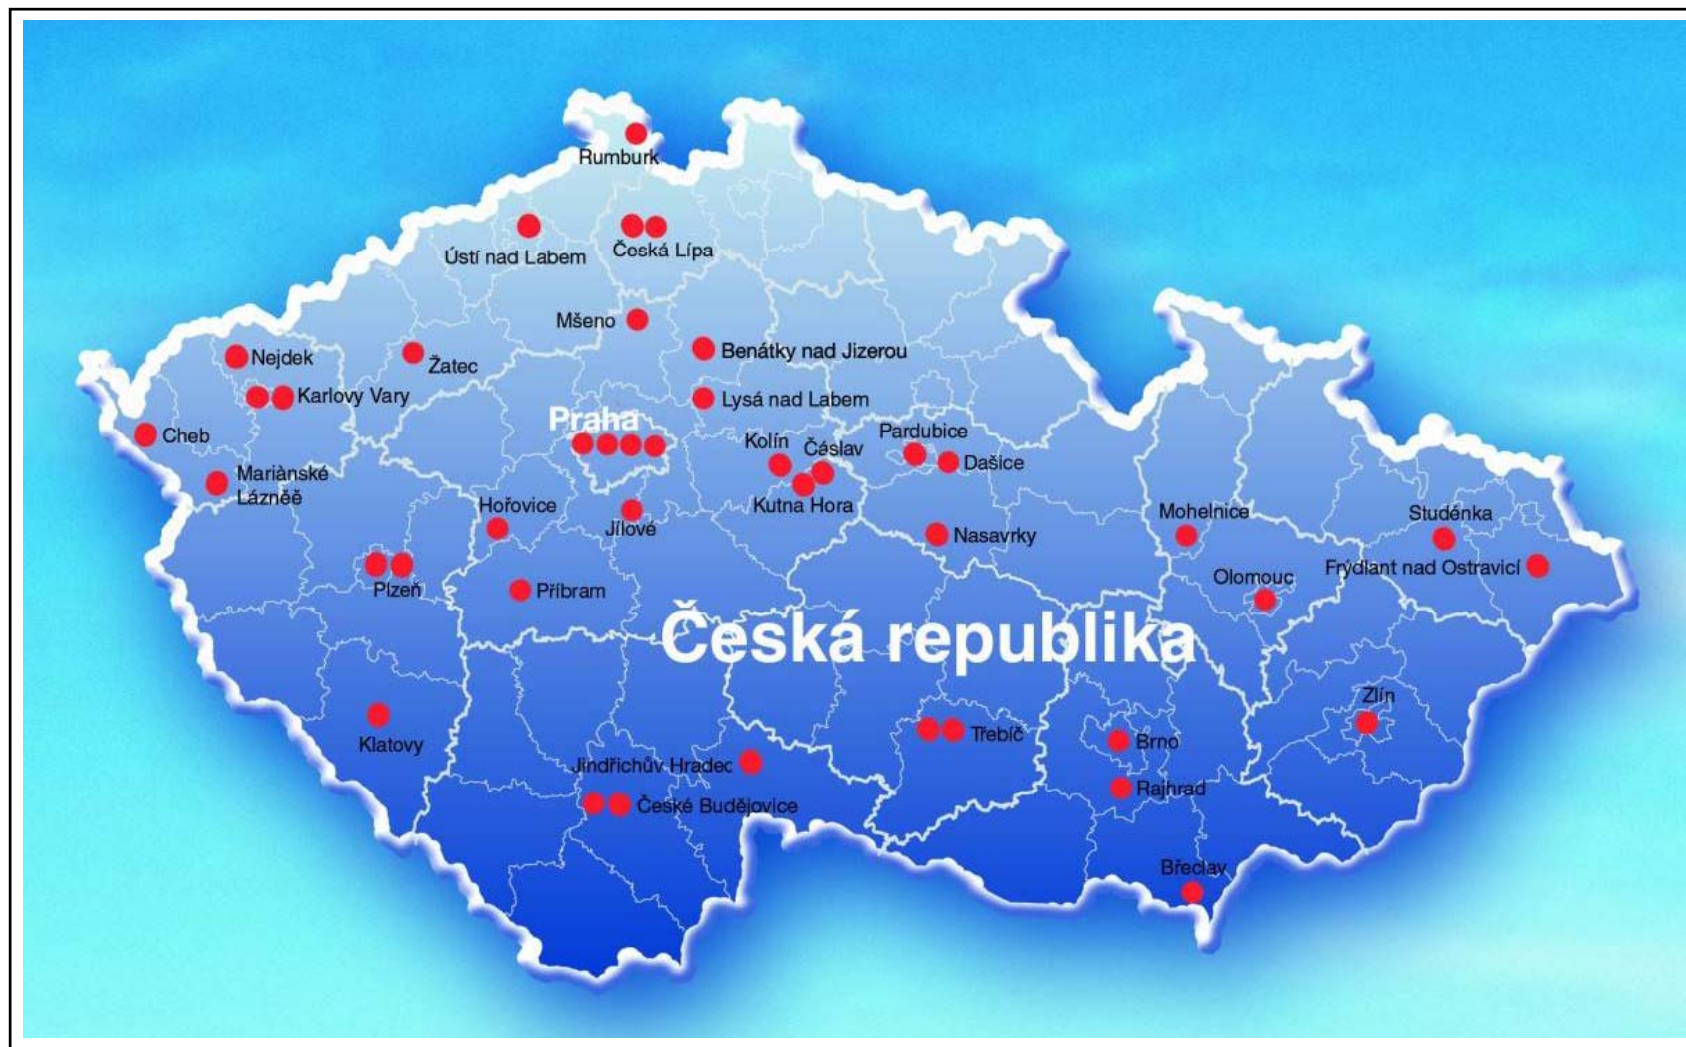 Rumburk
Ústí nad Labem
Česká Lípa
Mšeno
Nejdek
Žatec
Benátky nad Jizerou
Karlovy Vary
Lysá nad Labem
Praha
Cheb
Kolín
Čáslav
Pardubice
Dašice
Mariànské
Lázněě
Hořovice
Jílové
Kutna Hora
Nasavrky
Mohelnice
Studénka
Frýdlant nad Ostravicí
Plzeň
Příbram
Olomouc
Česká republika
Zlín
Klatovy
Třebíč
Brno
Jindřichův Hradec
Rajhrad
České Budějovice
Břeclav